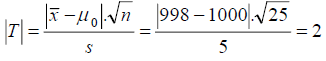 |T| = |x̄ − μ₀|.√n / s = |998 − 1000|.√25 / 5 = 2